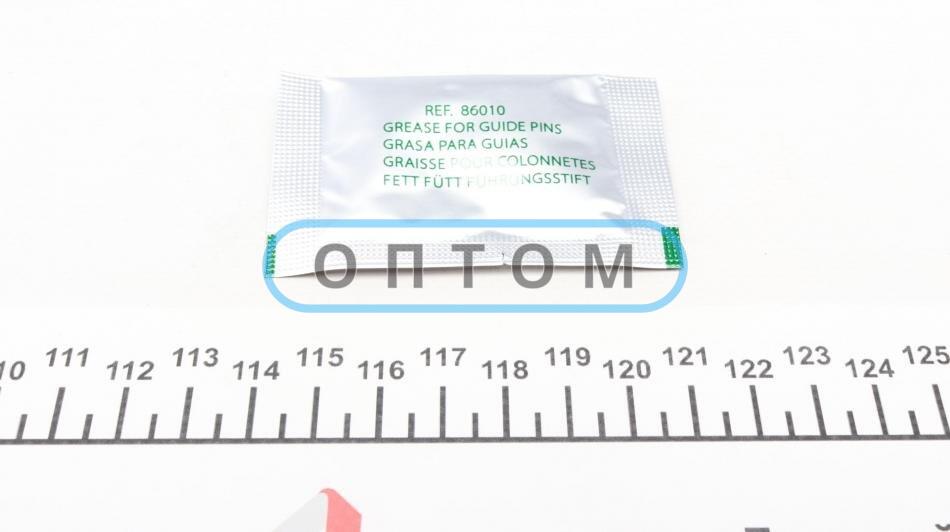 REF. 86010
GREASE FOR GUIDE PINS
GRASA PARA GUIAS
GRAISSE POUR COLONNETES
FETT FÜTT FÜHRUNGSSTIFT
ОПТОМ
10 111 112 113 114 115 116 117 118 119 120 121 122 123 124 125